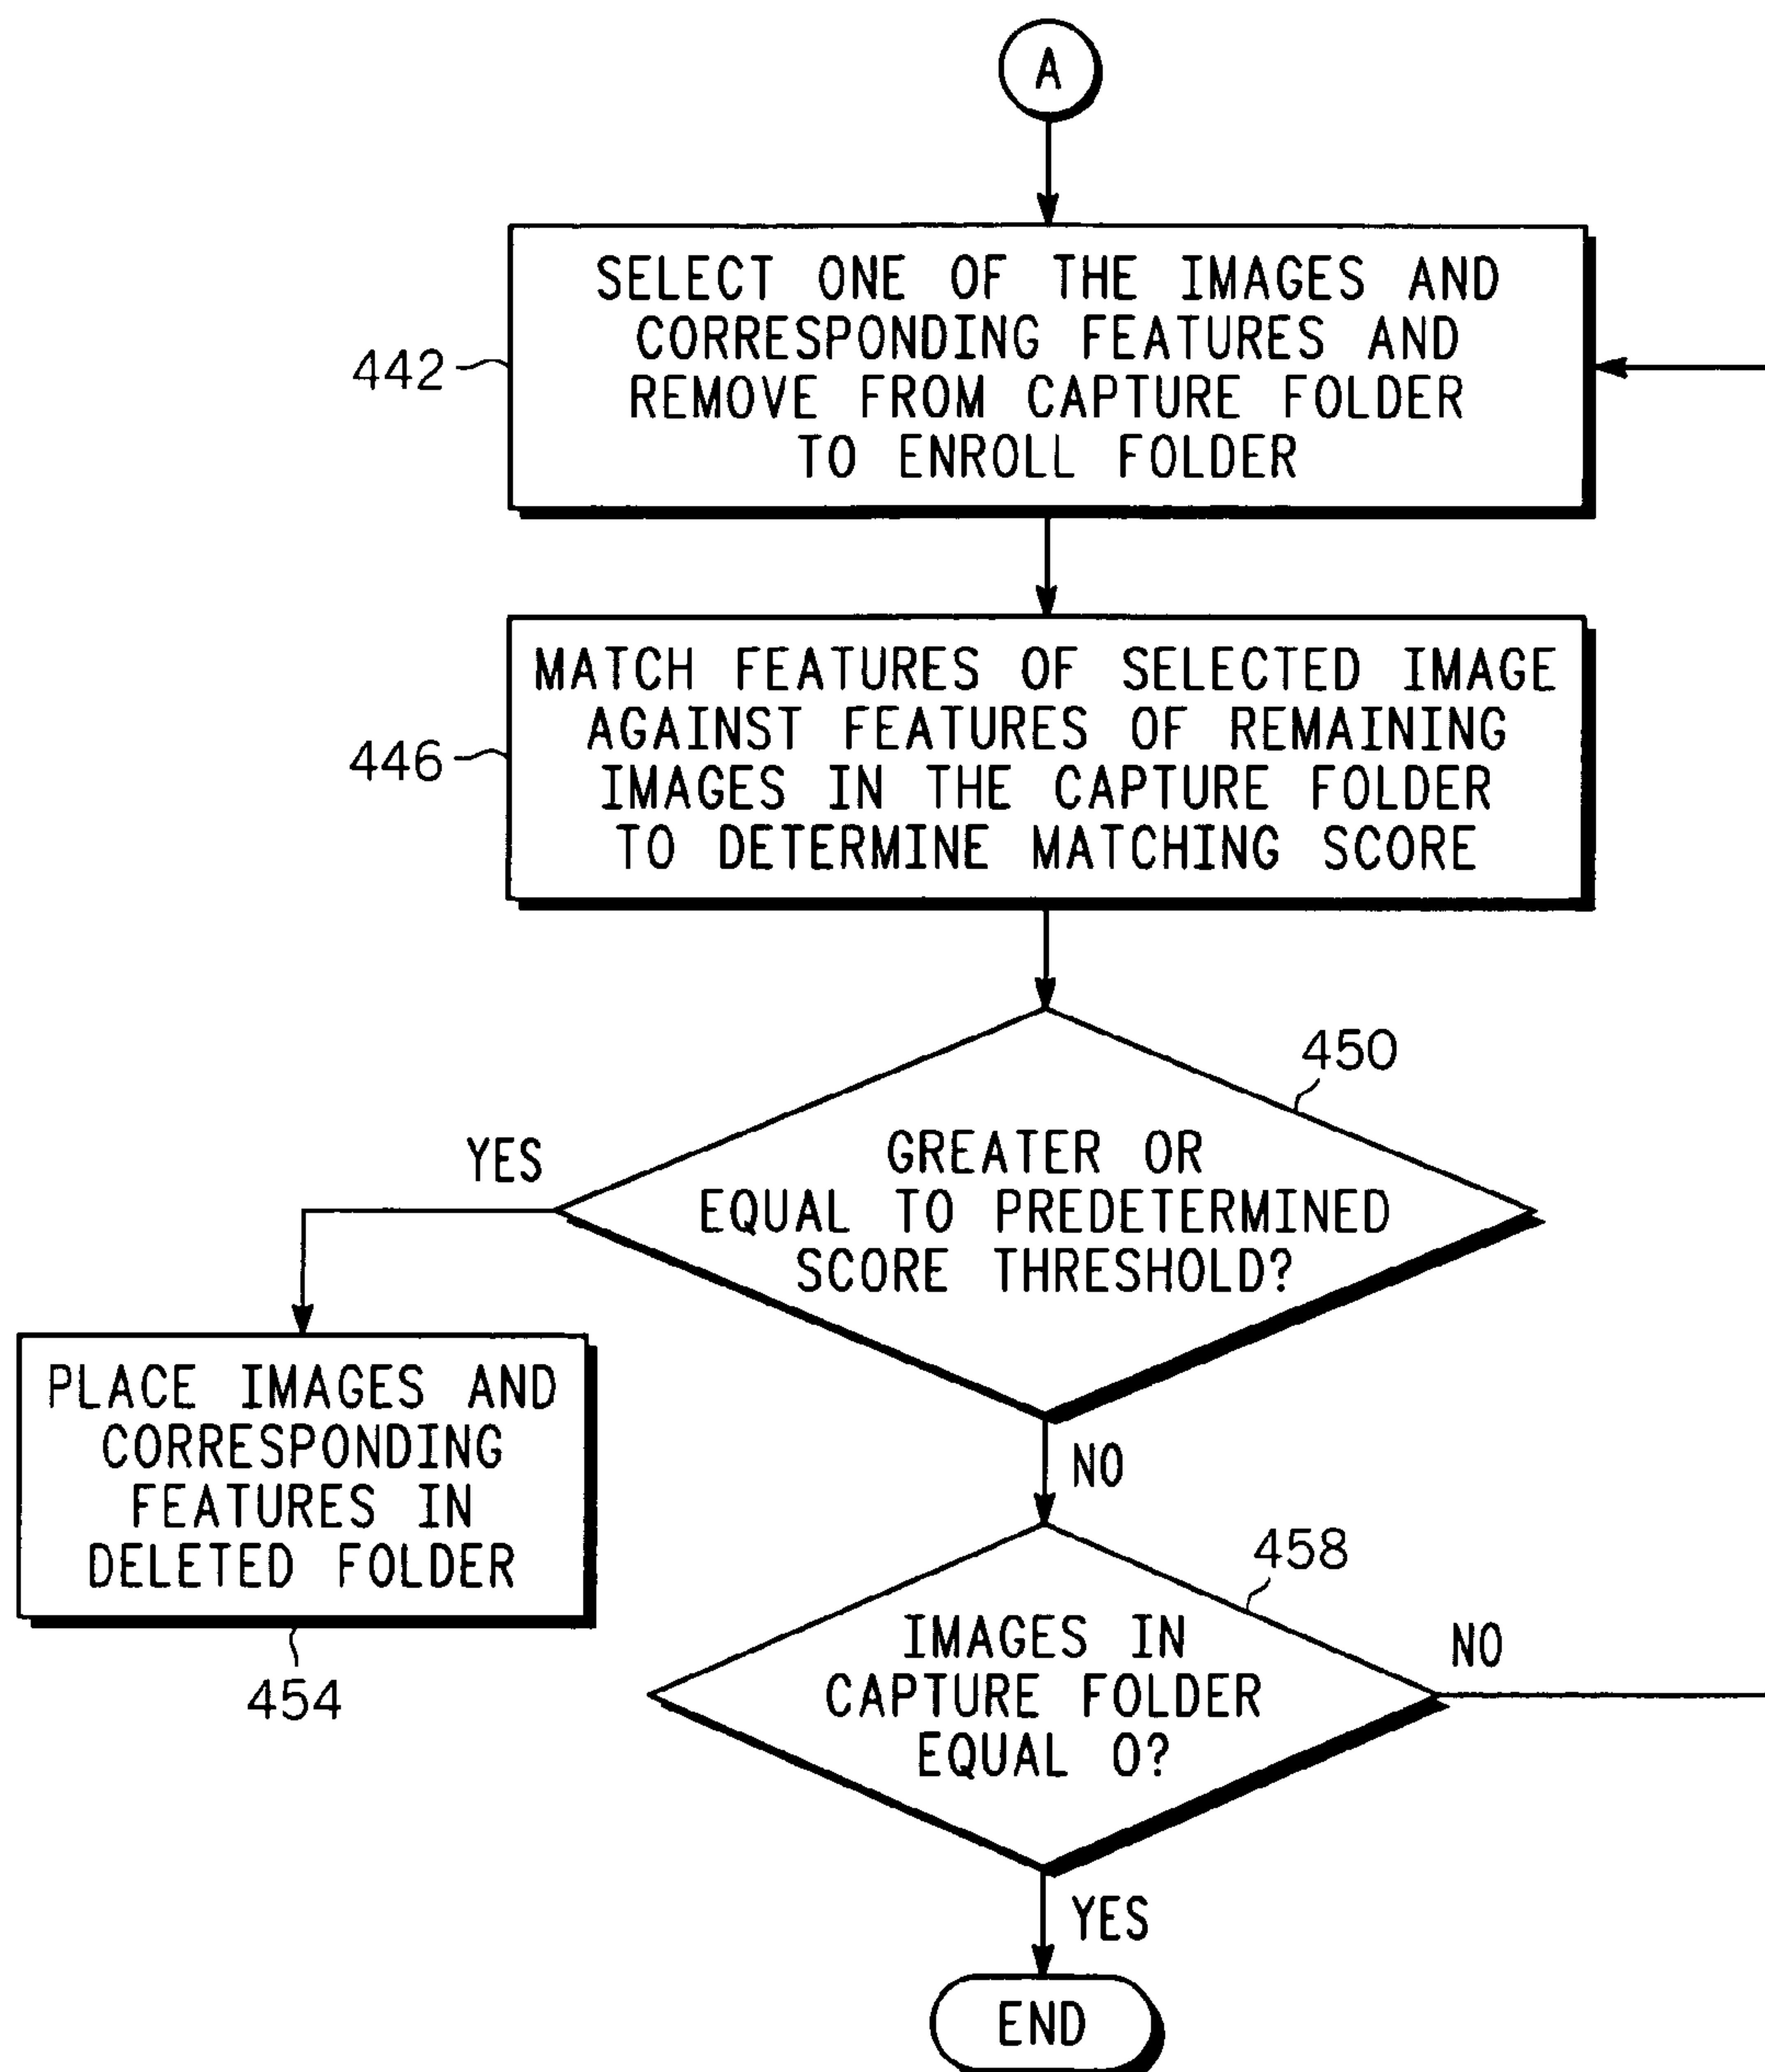 A
SELECT ONE OF THE IMAGES AND
CORRESPONDING FEATURES AND
REMOVE FROM CAPTURE FOLDER
TO ENROLL FOLDER
442
MATCH FEATURES OF SELECTED IMAGE
AGAINST FEATURES OF REMAINING
IMAGES IN THE CAPTURE FOLDER
TO DETERMINE MATCHING SCORE
446
450
GREATER OR
EQUAL TO PREDETERMINED
SCORE THRESHOLD?
YES
PLACE IMAGES AND
CORRESPONDING
FEATURES IN
DELETED FOLDER
454
NO
458
IMAGES IN
CAPTURE FOLDER
EQUAL 0?
NO
YES
END